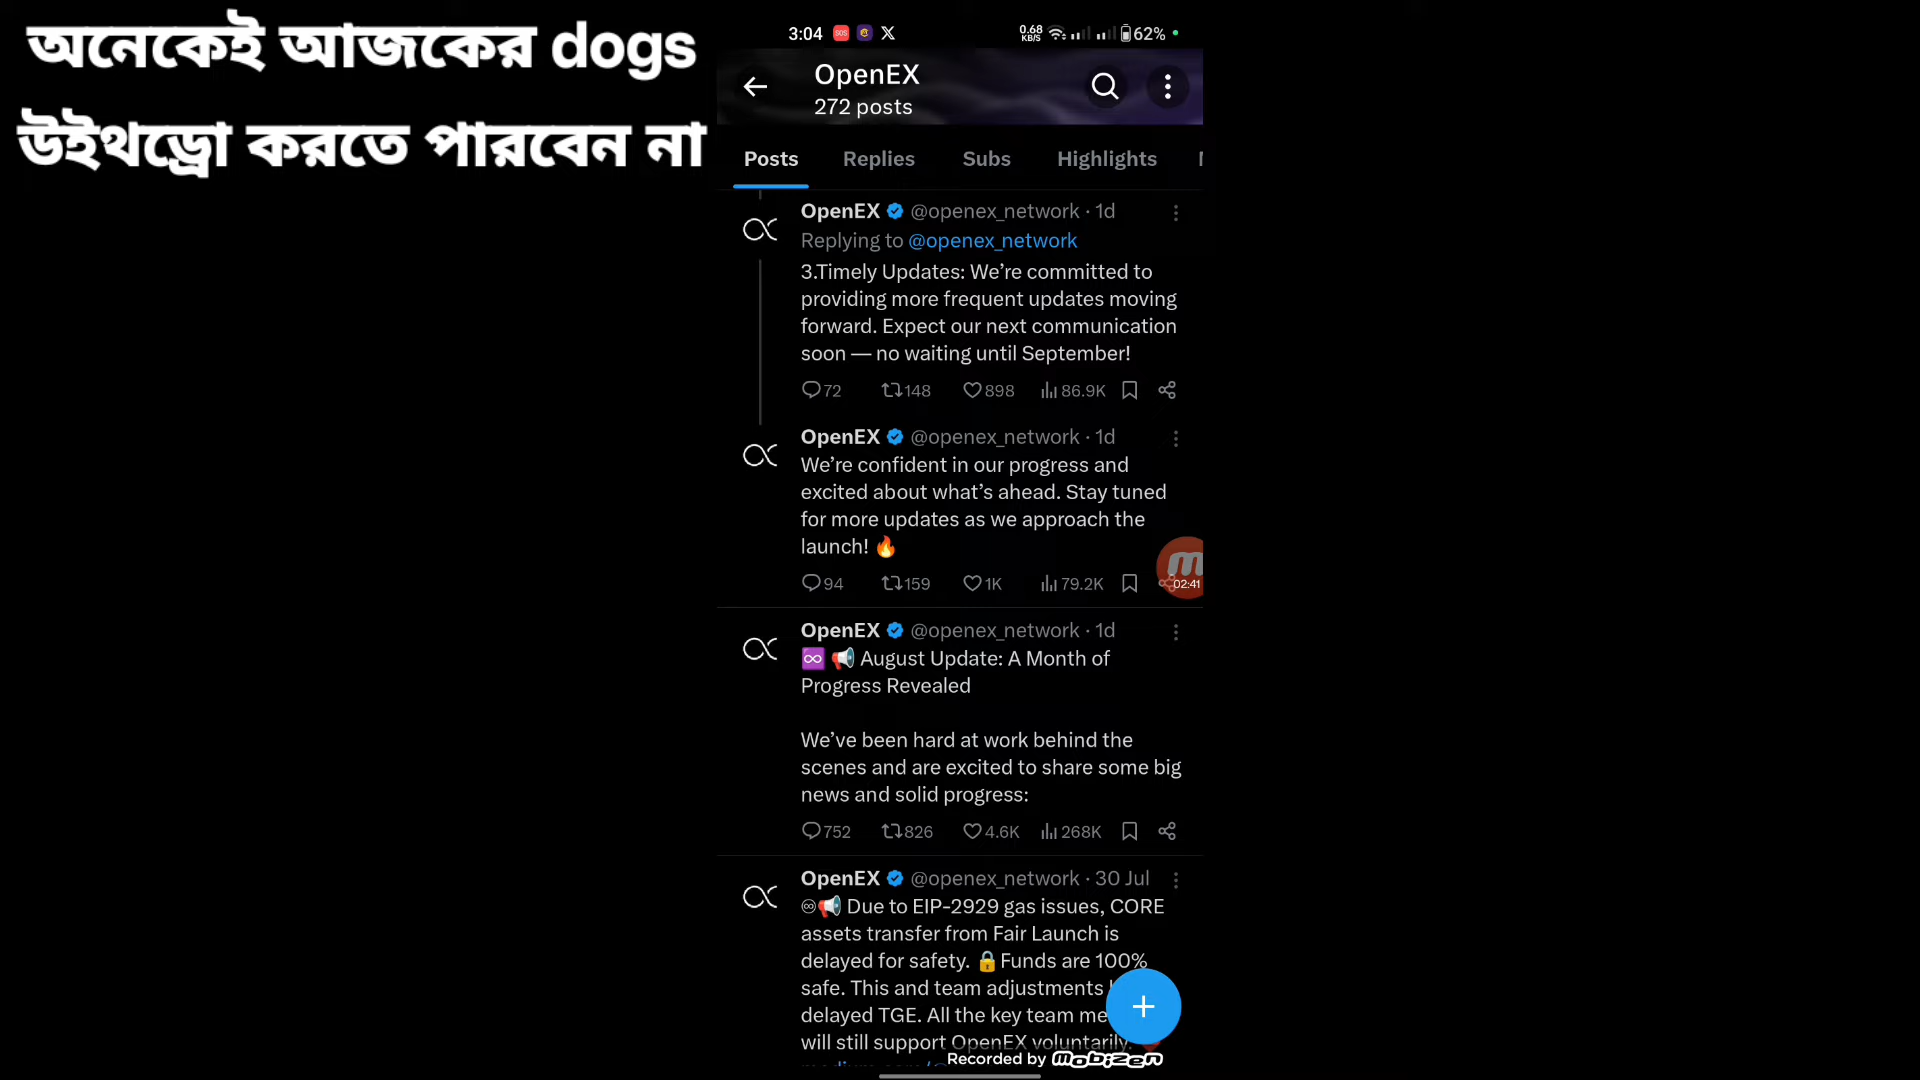 অনেকেই আজকের dogs
উইথড্রো করতে পারবেন না
3:04
0.68 KB/S
62%
OpenEX
272 posts
Posts Replies Subs Highlights
OpenEX @openex_network · 1d
Replying to @openex_network
3.Timely Updates: We’re committed to
providing more frequent updates moving
forward. Expect our next communication
soon — no waiting until September!
72 148 898 86.9K
OpenEX @openex_network · 1d
We’re confident in our progress and
excited about what’s ahead. Stay tuned
for more updates as we approach the
launch! 🔥
94 159 1K 79.2K
02:41
OpenEX @openex_network · 1d
♾️ 📢 August Update: A Month of
Progress Revealed
We’ve been hard at work behind the
scenes and are excited to share some big
news and solid progress:
752 826 4.6K 268K
OpenEX @openex_network · 30 Jul
♾📢 Due to EIP-2929 gas issues, CORE
assets transfer from Fair Launch is
delayed for safety. 🔒Funds are 100%
safe. This and team adjustments
delayed TGE. All the key team
will still support OpenEX voluntarily.
Recorded by mobizen